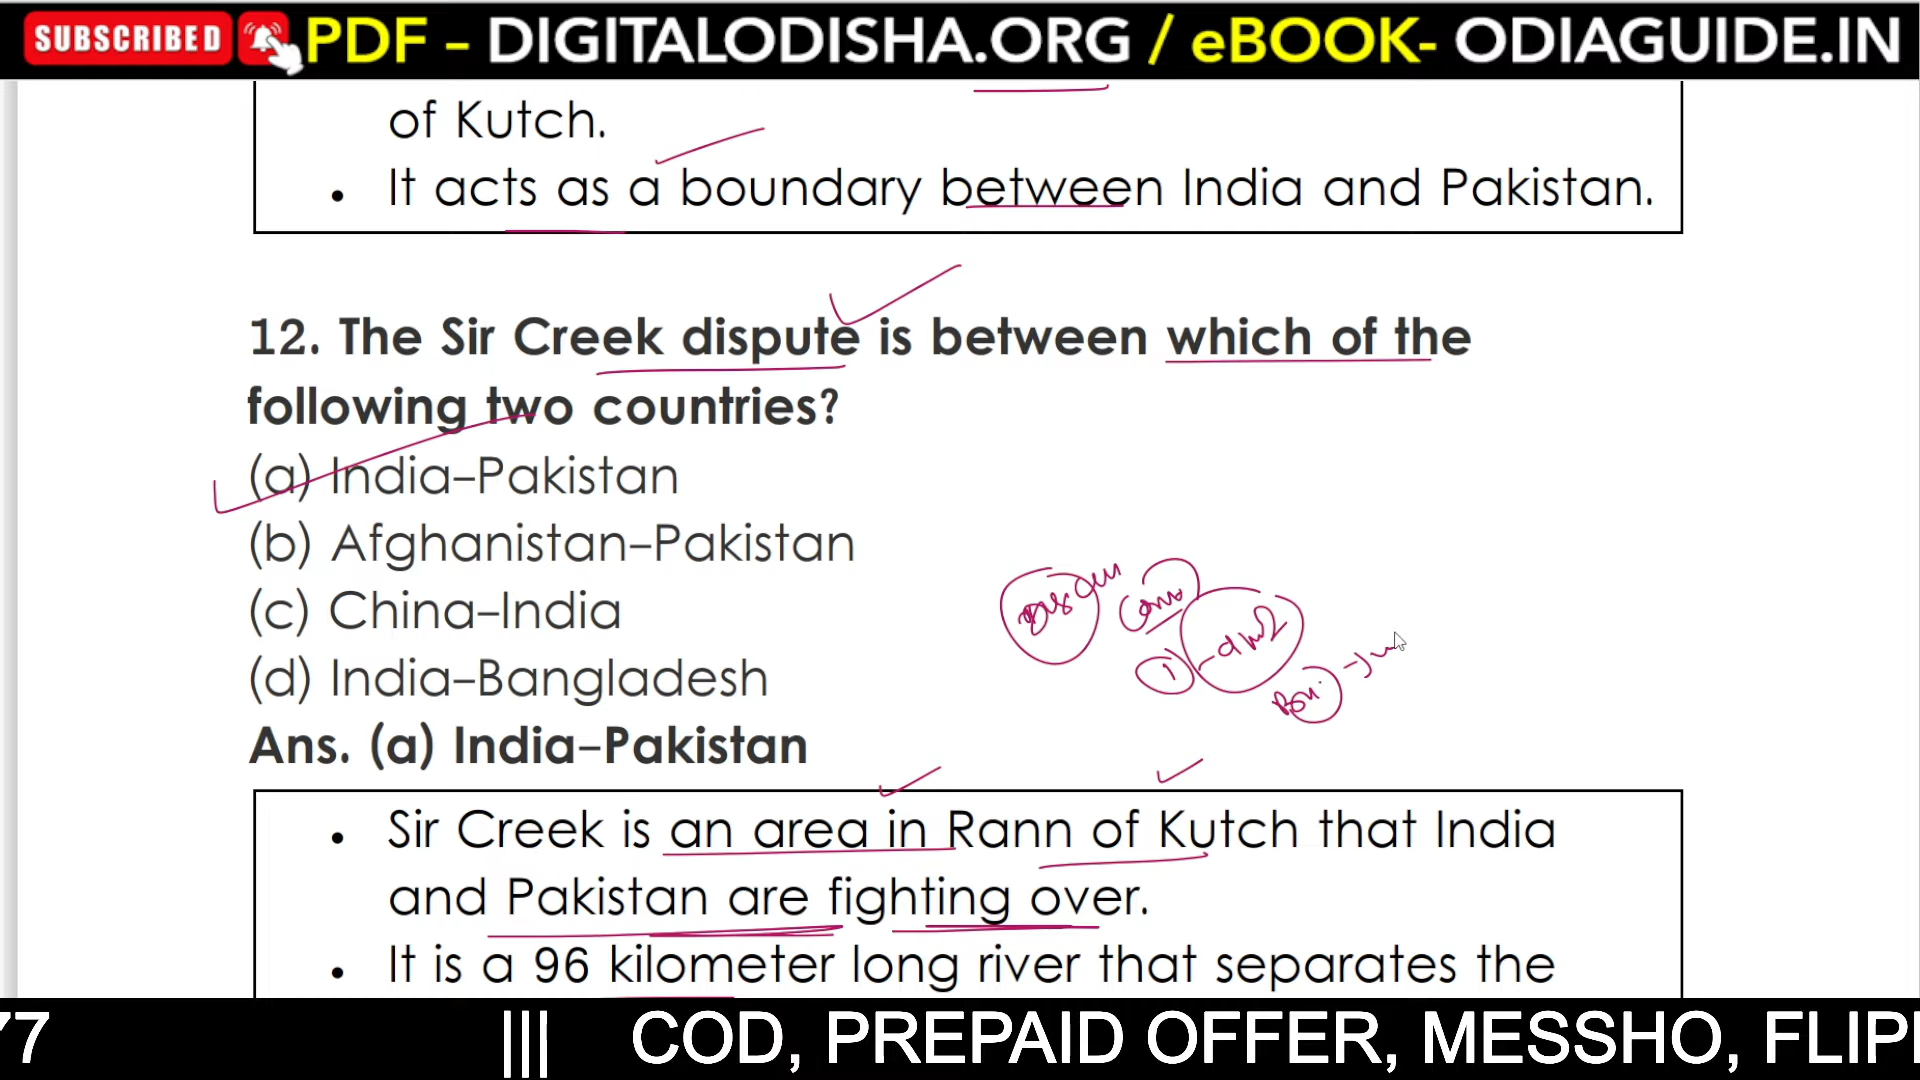 SUBSCRIBED PDF - DIGITALODISHA.ORG / eBOOK- ODIAGUIDE.IN
of Kutch.
• It acts as a boundary between India and Pakistan.
12. The Sir Creek dispute is between which of the
following two countries?
(a) India–Pakistan
(b) Afghanistan–Pakistan
(c) China–India
(d) India–Bangladesh
Ans. (a) India–Pakistan
• Sir Creek is an area in Rann of Kutch that India
and Pakistan are fighting over.
• It is a 96 kilometer long river that separates the
77 ||| COD, PREPAID OFFER, MESSHO, FLIP